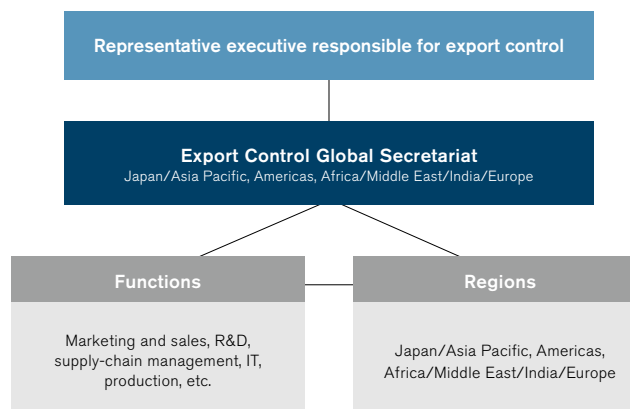 Representative executive responsible for export control
Export Control Global Secretariat
Japan/Asia Pacific, Americas, Africa/Middle East/India/Europe
Functions
Marketing and sales, R&D,
supply-chain management, IT,
production, etc.
Regions
Japan/Asia Pacific, Americas,
Africa/Middle East/India/Europe